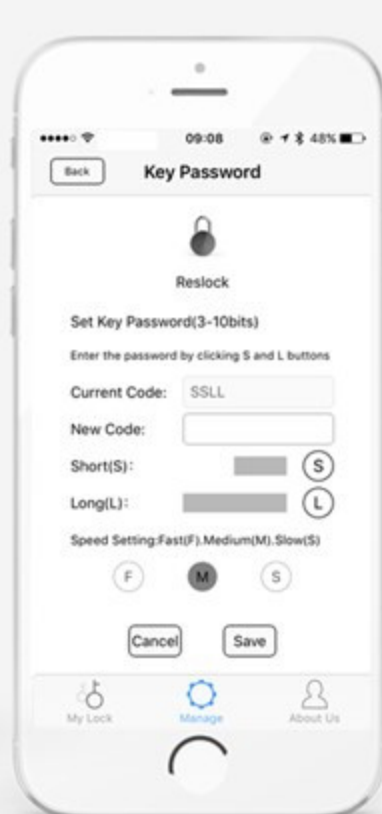 09:08 48%
Back Key Password
Reslock
Set Key Password(3-10bits)
Enter the password by clicking S and L buttons
Current Code: SSLL
New Code:
Short(S): S
Long(L): L
Speed Setting:Fast(F).Medium(M).Slow(S)
F M S
Cancel Save
My Lock Manage About Us